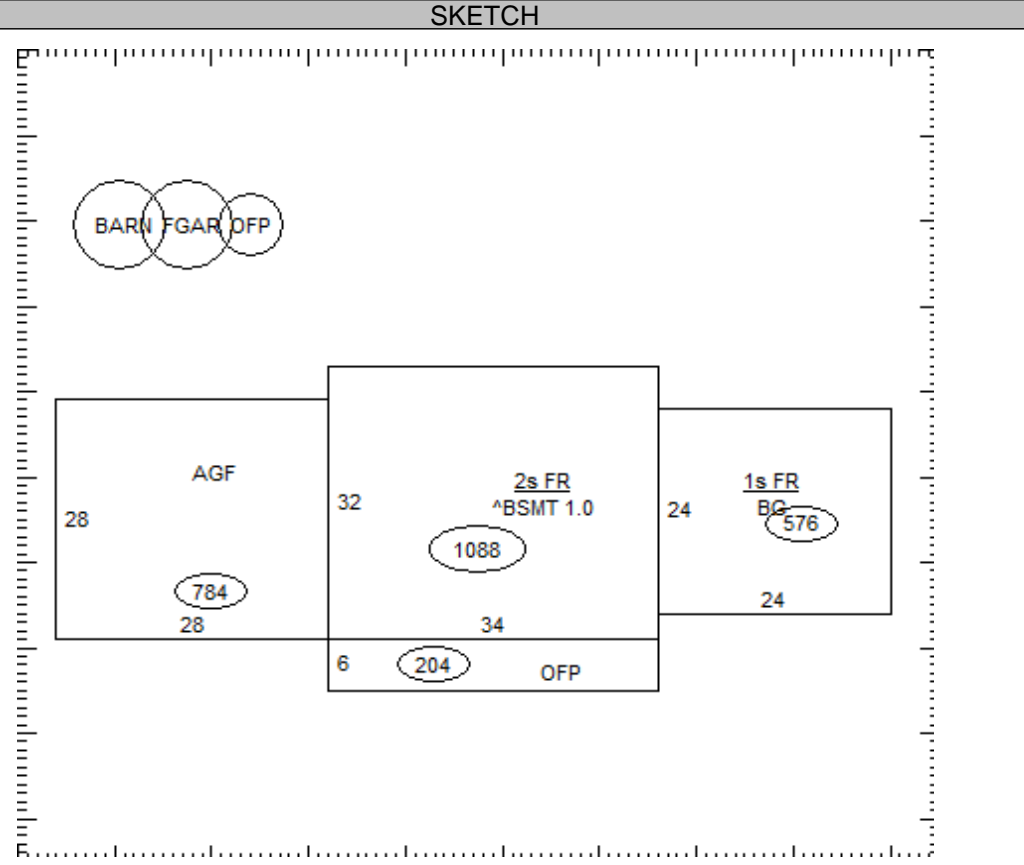 SKETCH
BARN FGAR OFP
AGF
28
784
28
32
2s FR
^BSMT 1.0
1088
34
24
1s FR
BG
576
24
6
204
OFP